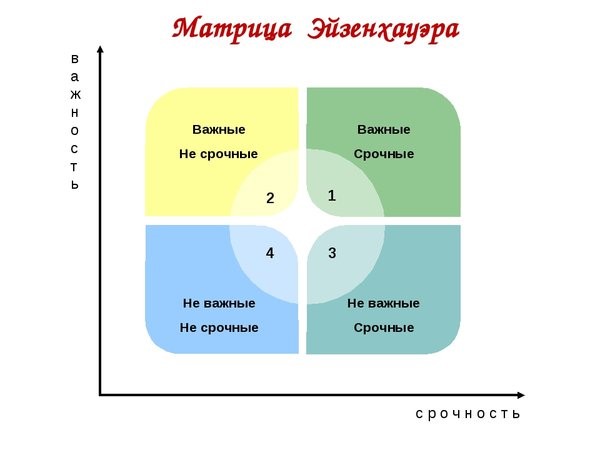 Матрица Эйзенхауэра
важность
Важные
Не срочные
Важные
Срочные
2
1
4
3
Не важные
Не срочные
Не важные
Срочные
срочность